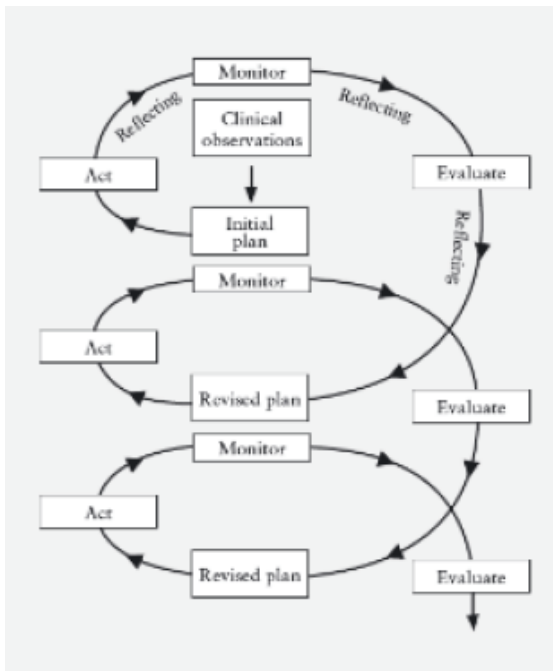 Monitor
Reflecting
Reflecting
Clinical
observations
Act
Evaluate
Initial
plan
Reflecting
Monitor
Act
Revised plan
Evaluate
Monitor
Act
Revised plan
Evaluate